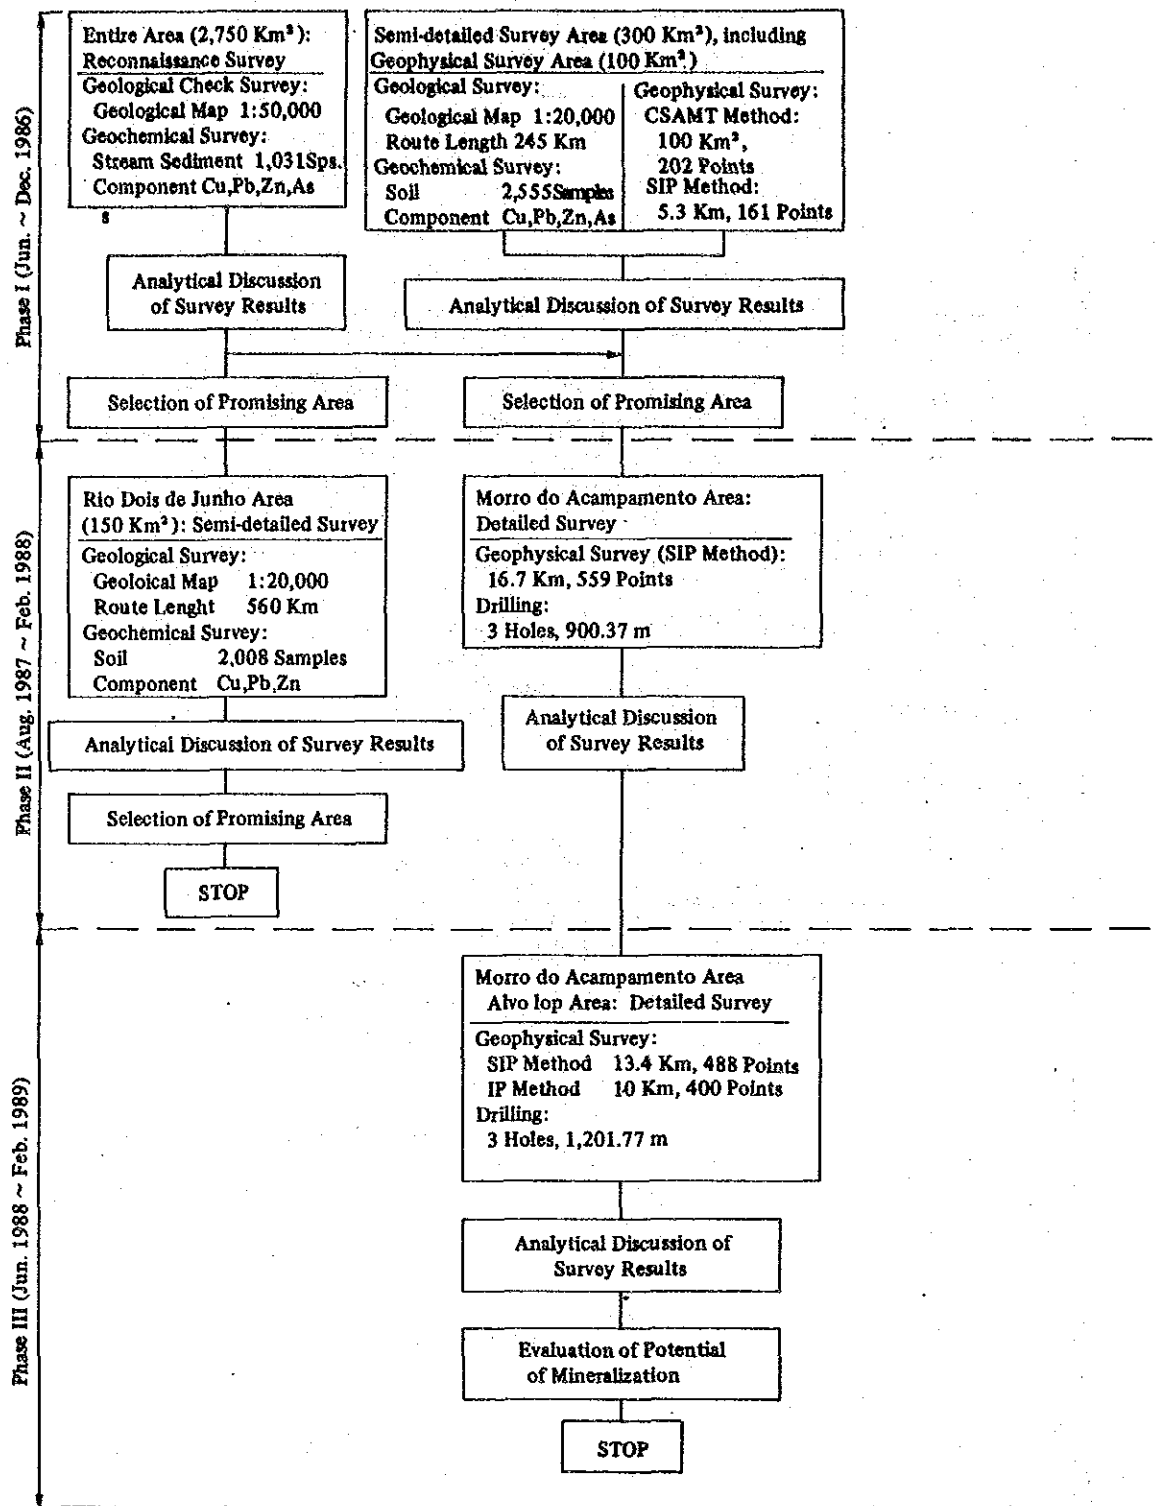 Phase I (Jun. ~ Dec. 1986)
Entire Area (2,750 Km²):
Reconnaissance Survey
Geological Check Survey:
Geological Map 1:50,000
Geochemical Survey:
Stream Sediment 1,031Sps.
Component Cu,Pb,Zn,As
s
Semi-detailed Survey Area (300 Km²), including
Geophysical Survey Area (100 Km².)
Geological Survey:
Geological Map 1:20,000
Route Length 245 Km
Geochemical Survey:
Soil 2,555Samples
Component Cu,Pb,Zn,As
Geophysical Survey:
CSAMT Method:
100 Km²,
202 Points
SIP Method:
5.3 Km, 161 Points
Analytical Discussion
of Survey Results
Analytical Discussion of Survey Results
Selection of Promising Area
Selection of Promising Area
Phase II (Aug. 1987 ~ Feb. 1988)
Rio Dois de Junho Area
(150 Km²): Semi-detailed Survey
Geological Survey:
Geoloical Map 1:20,000
Route Lenght 560 Km
Geochemical Survey:
Soil 2,008 Samples
Component Cu,Pb,Zn
Morro do Acampamento Area:
Detailed Survey
Geophysical Survey (SIP Method):
16.7 Km, 559 Points
Drilling:
3 Holes, 900.37 m
Analytical Discussion of Survey Results
Analytical Discussion
of Survey Results
Selection of Promising Area
STOP
Phase III (Jun. 1988 ~ Feb. 1989)
Morro do Acampamento Area
Alvo lop Area: Detailed Survey
Geophysical Survey:
SIP Method 13.4 Km, 488 Points
IP Method 10 Km, 400 Points
Drilling:
3 Holes, 1,201.77 m
Analytical Discussion of
Survey Results
Evaluation of Potential
of Mineralization
STOP